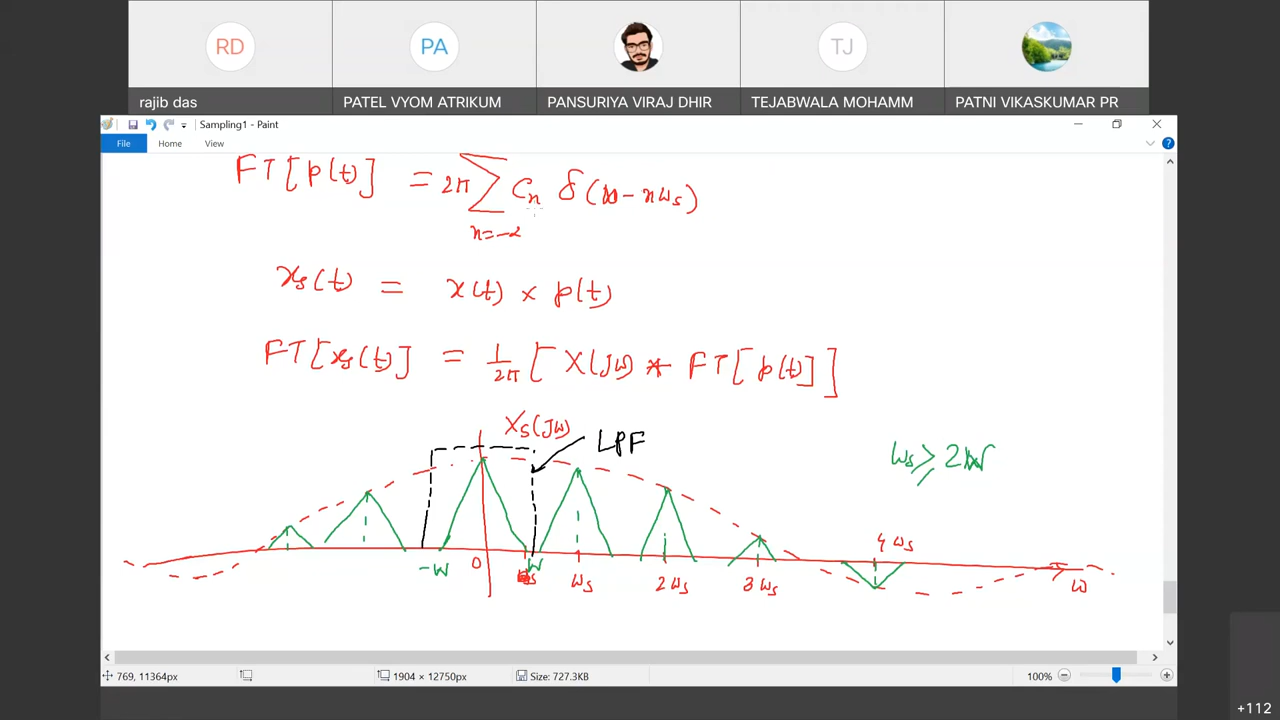 RD
PA
TJ
rajib das
PATEL VYOM ATRIKUM
PANSURIYA VIRAJ DHIR
TEJABWALA MOHAMM
PATNI VIKASKUMAR PR
Sampling1 - Paint
File Home View
FT[p(t)] = 2π ∑ Cn δ(ω - nωs)
n=-∞
xs(t) = x(t) × p(t)
FT[xs(t)] = 1/2π [X(jω) * FT[p(t)]]
Xs(jω)
LPF
ωs ≥ 2W
4ωs
-W 0 W ωs 2ωs 3ωs ω
769, 11364px 1904 × 12750px Size: 727.3KB 100%
+112